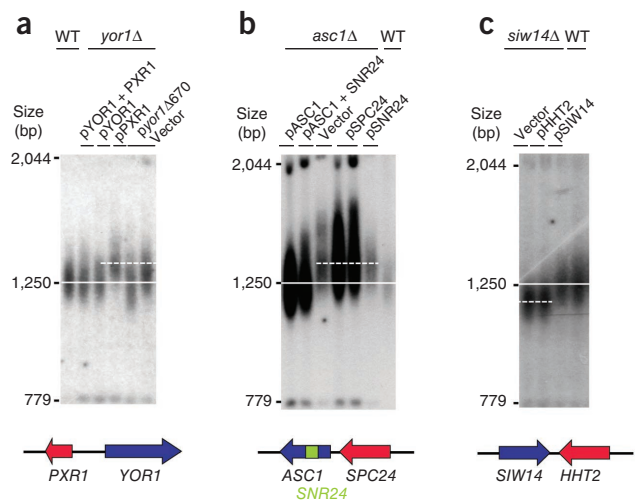 a
WT yor1Δ
Size
(bp)
pYOR1 + PXR1
pYOR1
pPXR1
pyor1Δ670
Vector
2,044
1,250
779
PXR1 YOR1
b
asc1Δ WT
Size
(bp)
pASC1
pASC1 + SNR24
Vector
pSPC24
pSNR24
2,044
1,250
779
ASC1 SPC24
SNR24
c
siw14Δ WT
Size
(bp)
Vector
pHHT2
pSIW14
2,044
1,250
779
SIW14 HHT2